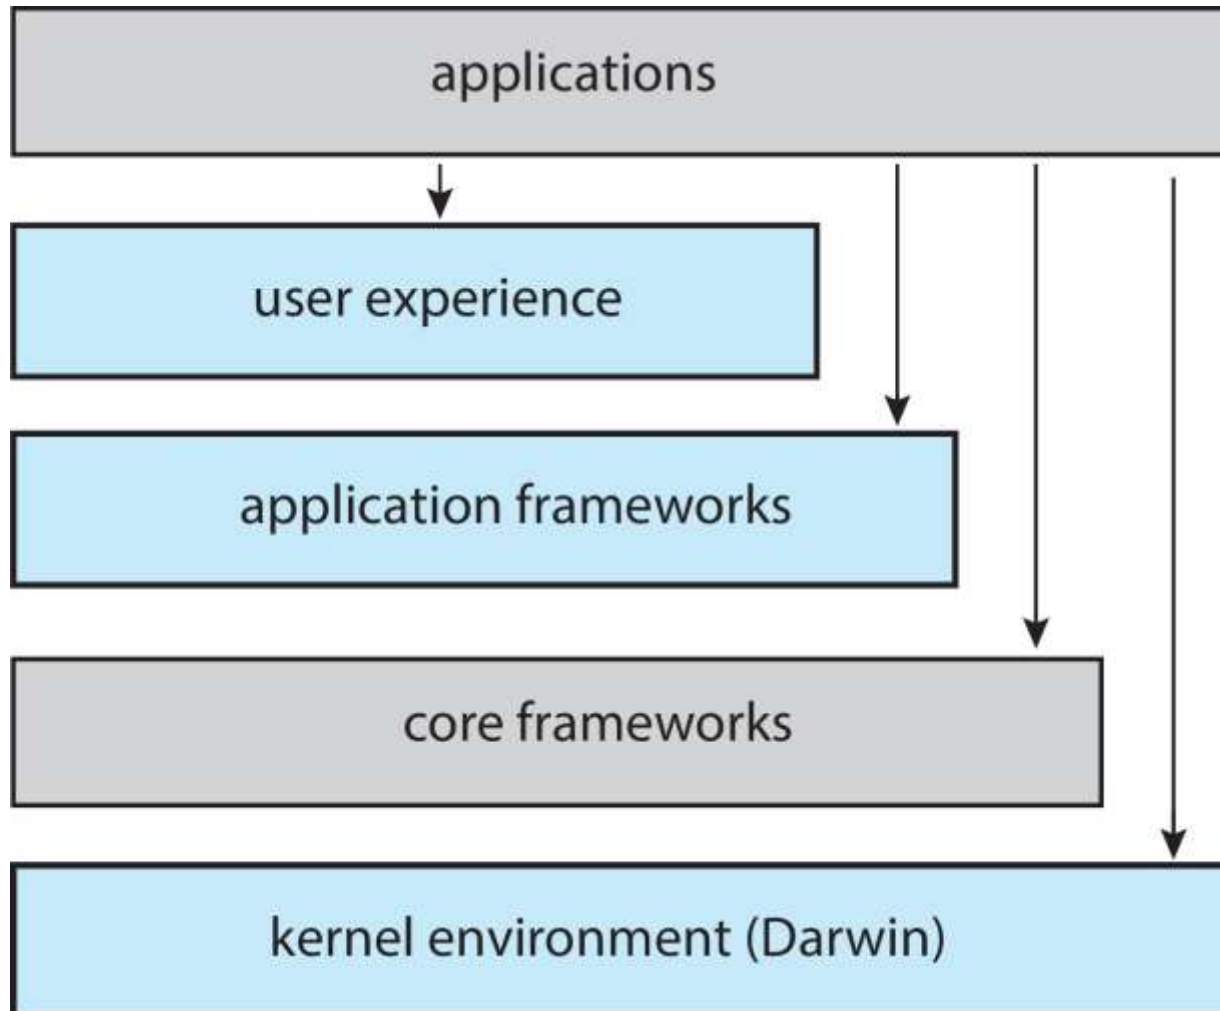 applications
user experience
application frameworks
core frameworks
kernel environment (Darwin)